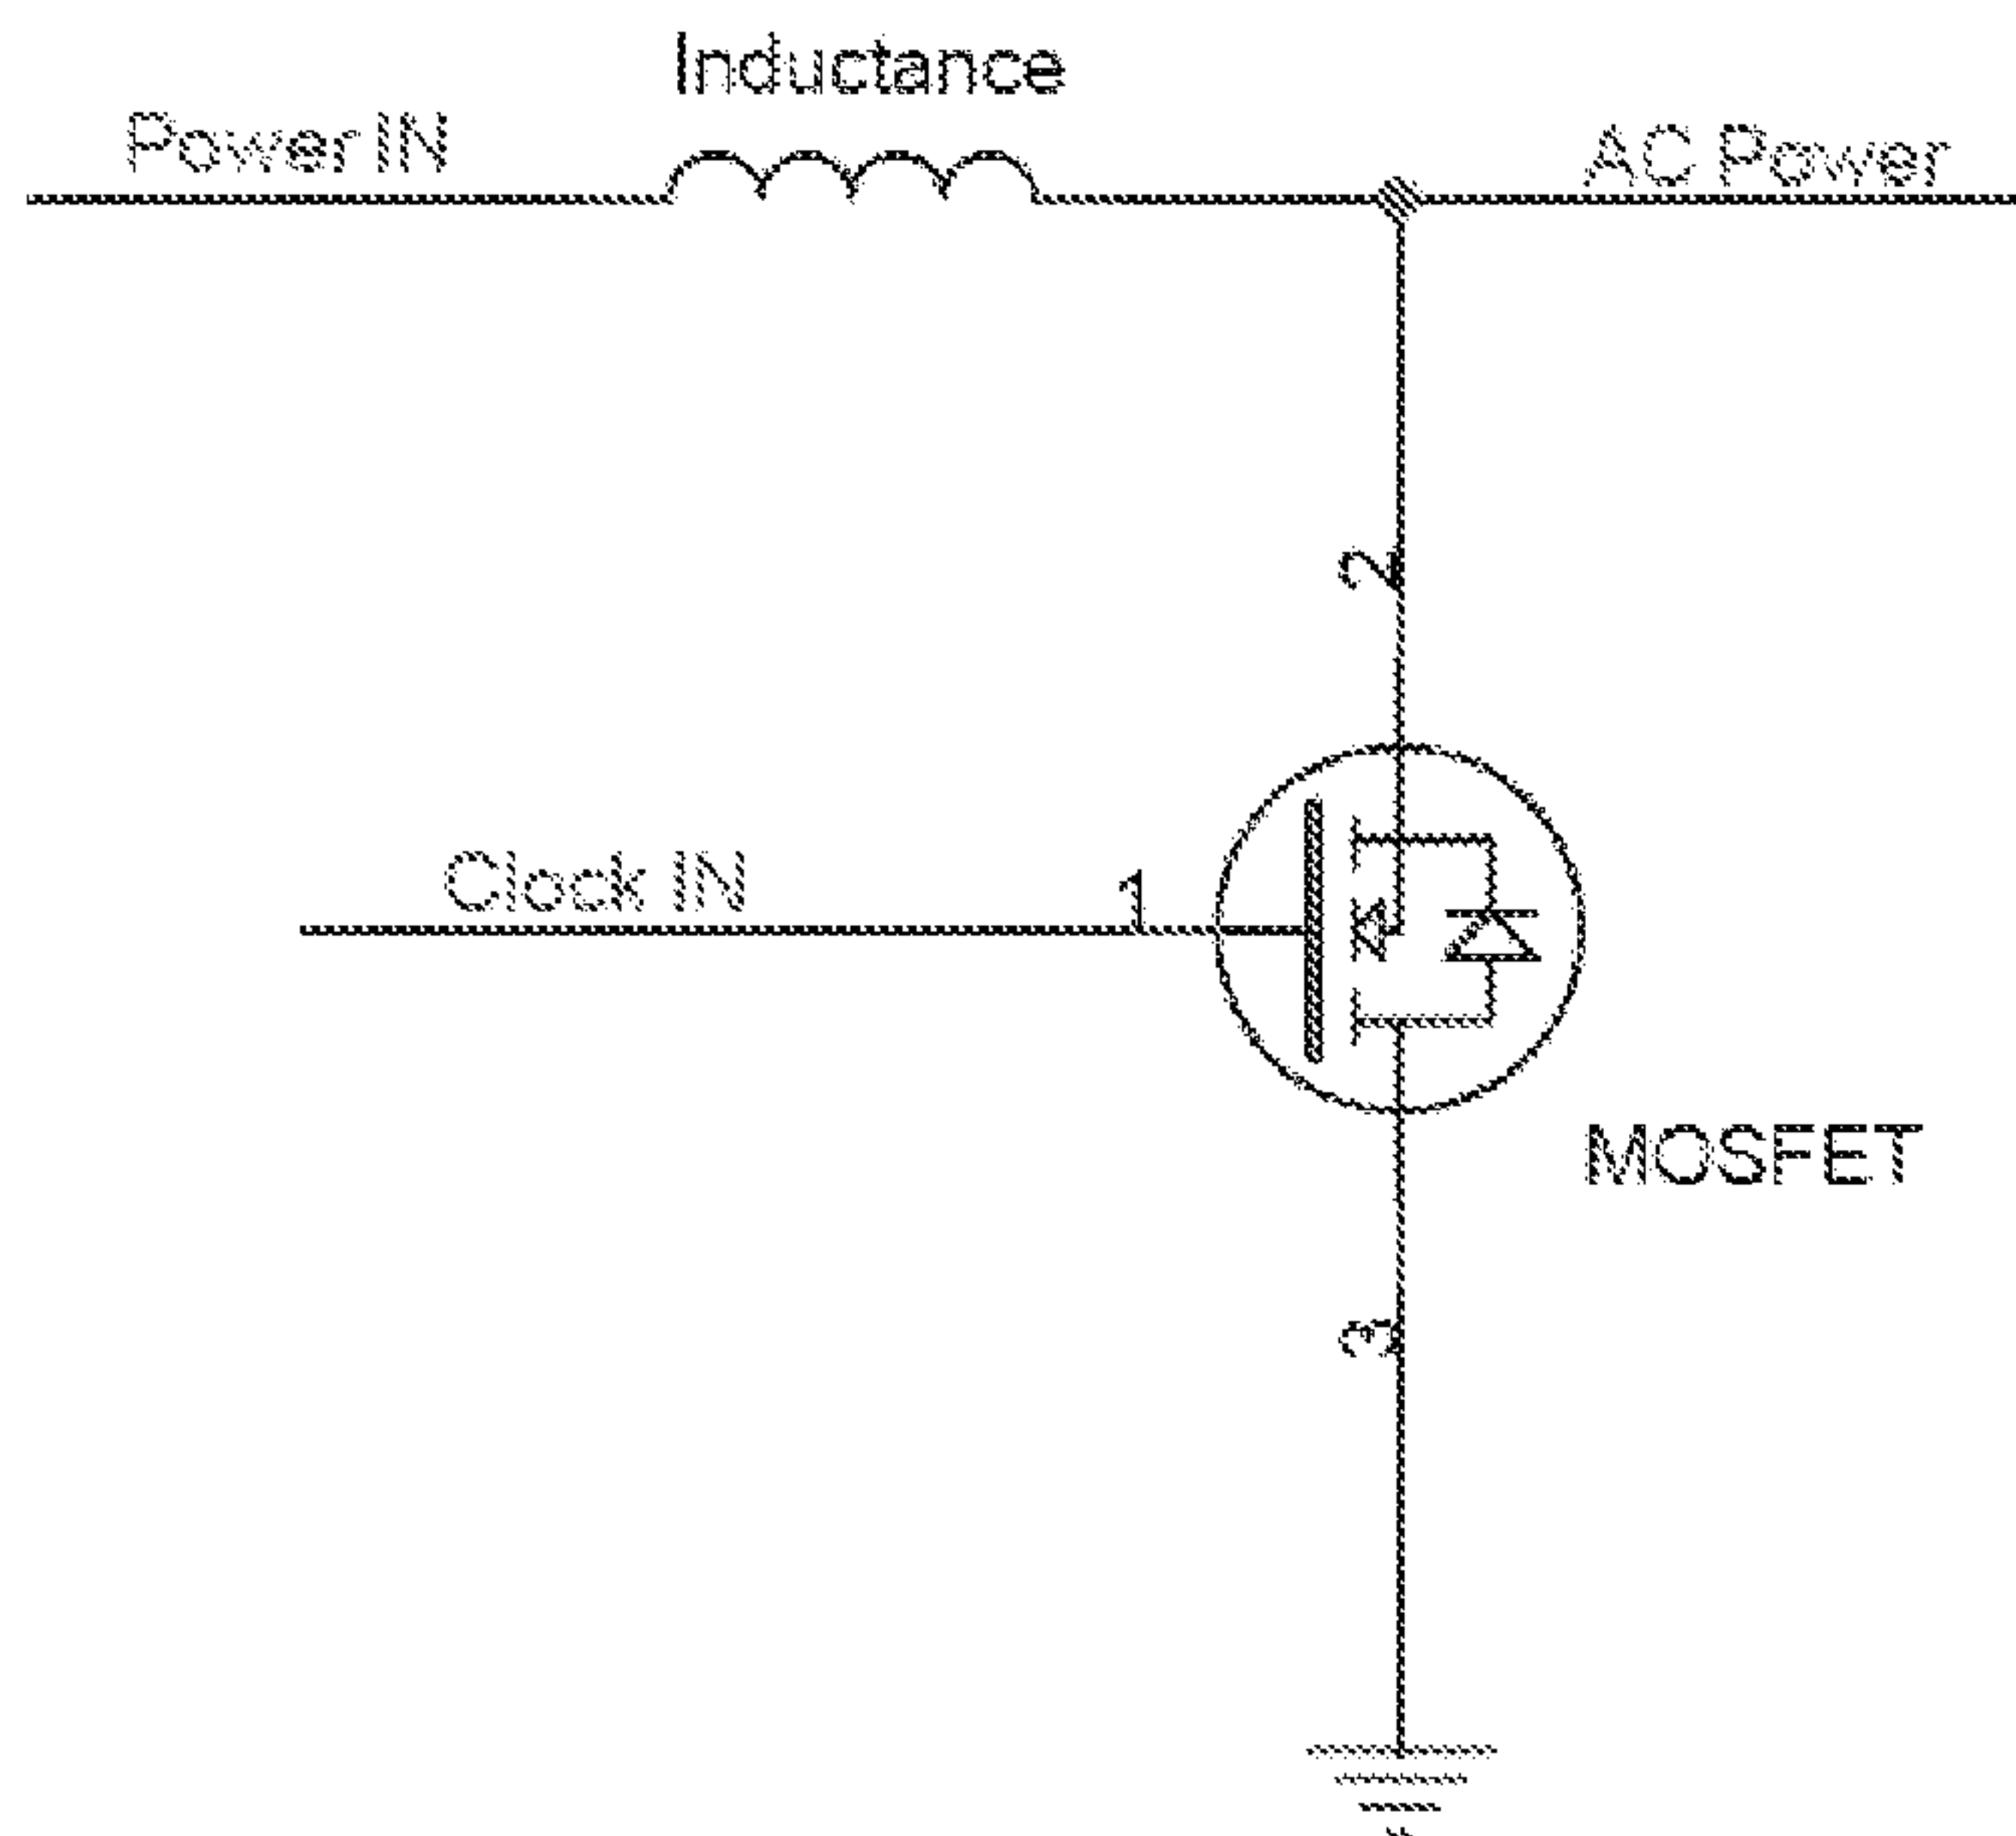 Inductance
Power IN
AC Power
2
Clock IN
1
MOSFET
3